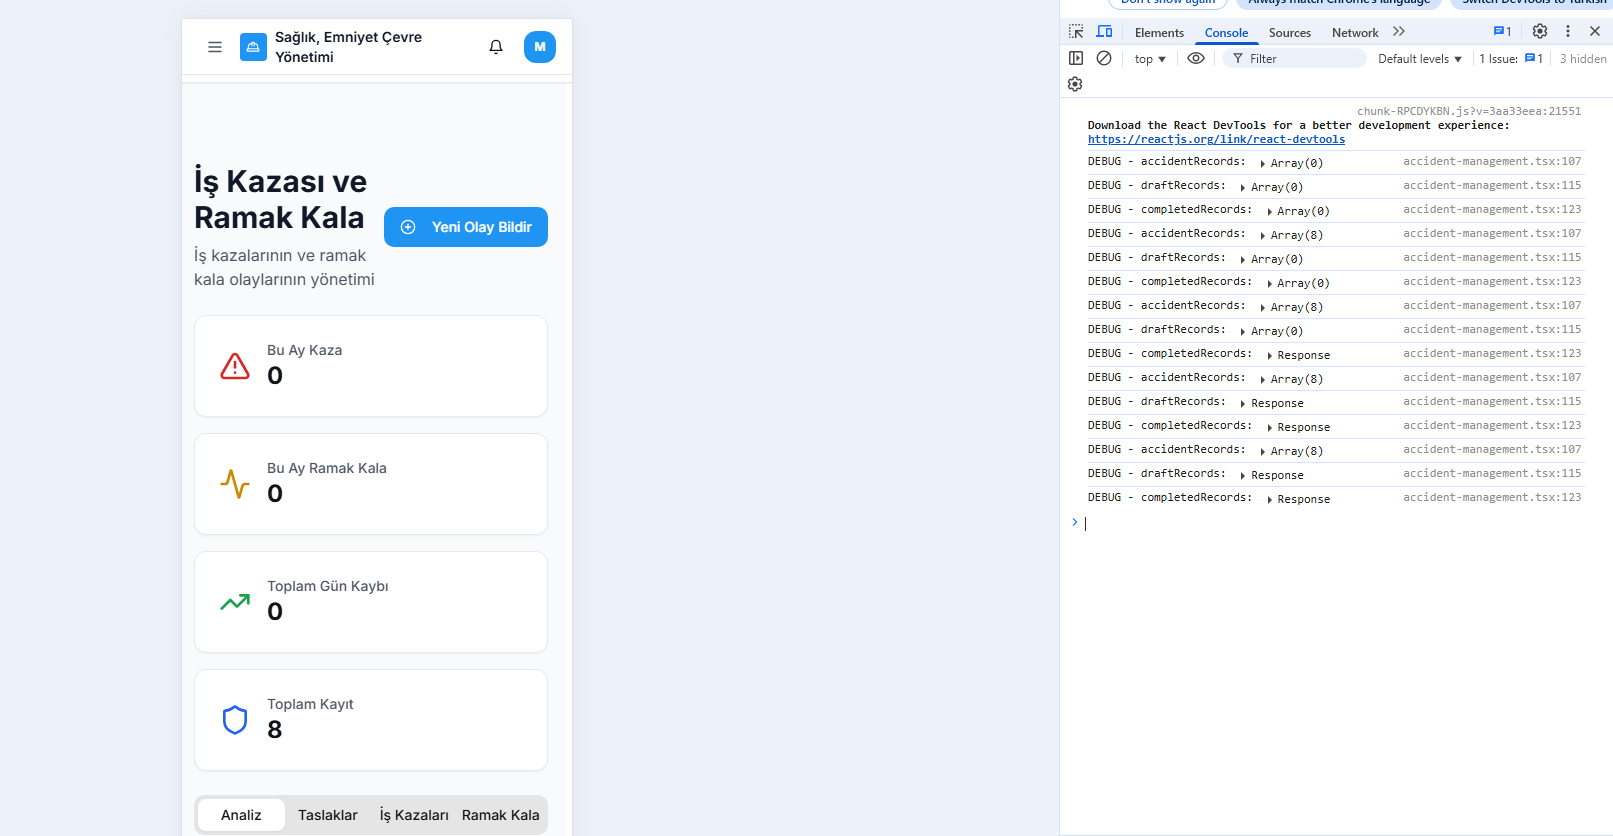 Sağlık, Emniyet Çevre
Yönetimi
M
İş Kazası ve
Ramak Kala
Yeni Olay Bildir
İş kazalarının ve ramak
kala olaylarının yönetimi
Bu Ay Kaza
0
Bu Ay Ramak Kala
0
Toplam Gün Kaybı
0
Toplam Kayıt
8
Analiz Taslaklar İş Kazaları Ramak Kala
Don't show again Always match Chrome's language Switch DevTools to Turkish
Elements Console Sources Network 1
top Filter Default levels 1 Issue: 1 3 hidden
chunk-RPCDYKBN.js?v=3aa33eea:21551
Download the React DevTools for a better development experience:
https://reactjs.org/link/react-devtools
DEBUG - accidentRecords: Array(0) accident-management.tsx:107
DEBUG - draftRecords: Array(0) accident-management.tsx:115
DEBUG - completedRecords: Array(0) accident-management.tsx:123
DEBUG - accidentRecords: Array(8) accident-management.tsx:107
DEBUG - draftRecords: Array(0) accident-management.tsx:115
DEBUG - completedRecords: Array(0) accident-management.tsx:123
DEBUG - accidentRecords: Array(8) accident-management.tsx:107
DEBUG - draftRecords: Array(0) accident-management.tsx:115
DEBUG - completedRecords: Response accident-management.tsx:123
DEBUG - accidentRecords: Array(8) accident-management.tsx:107
DEBUG - draftRecords: Response accident-management.tsx:115
DEBUG - completedRecords: Response accident-management.tsx:123
DEBUG - accidentRecords: Array(8) accident-management.tsx:107
DEBUG - draftRecords: Response accident-management.tsx:115
DEBUG - completedRecords: Response accident-management.tsx:123